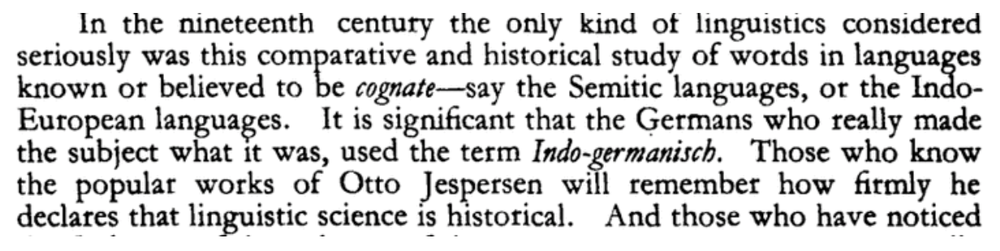 In the nineteenth century the only kind of linguistics considered
seriously was this comparative and historical study of words in languages
known or believed to be cognate—say the Semitic languages, or the Indo-
European languages. It is significant that the Germans who really made
the subject what it was, used the term Indo-germanisch. Those who know
the popular works of Otto Jespersen will remember how firmly he
declares that linguistic science is historical. And those who have noticed